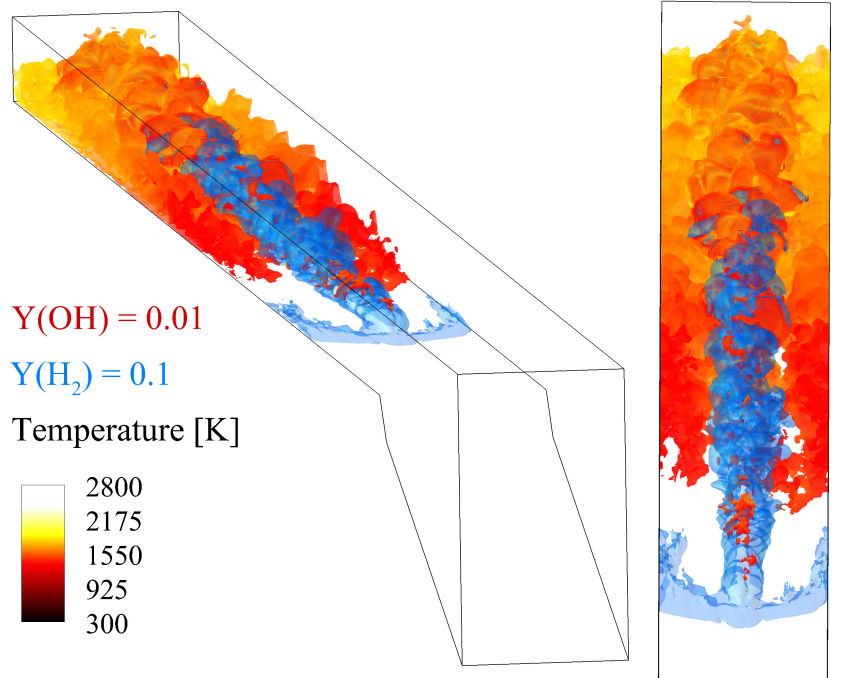 Y(OH) = 0.01
Y(H₂) = 0.1
Temperature [K]
2800
2175
1550
925
300